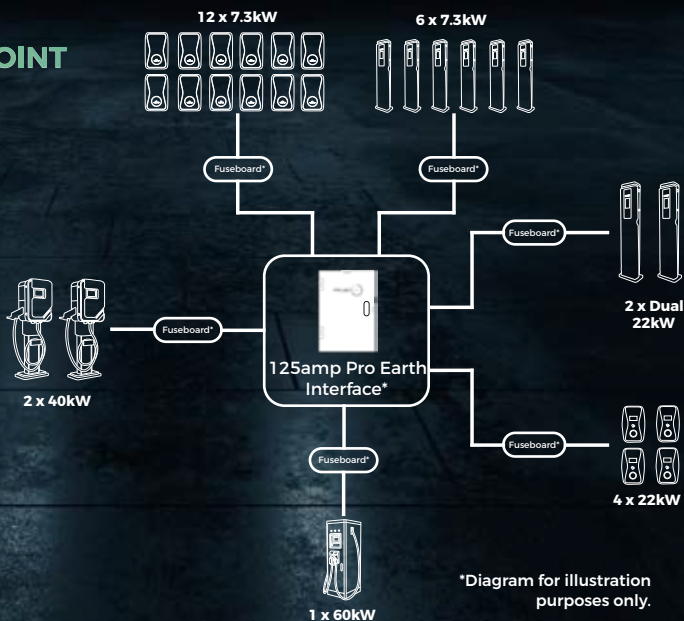 OINT
12 x 7.3kW
6 x 7.3kW
Fuseboard*
Fuseboard*
Fuseboard*
2 x Dual
22kW
Fuseboard*
2 x 40kW
125amp Pro Earth
Interface*
Fuseboard*
4 x 22kW
Fuseboard*
1 x 60kW
*Diagram for illustration
purposes only.